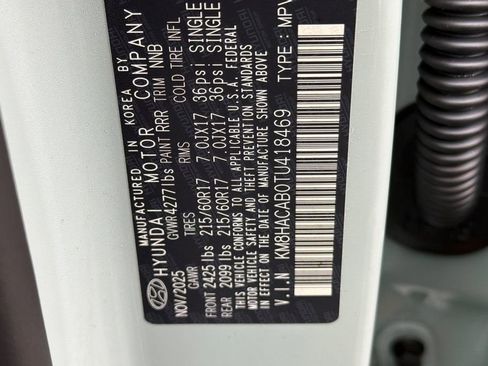 MANUFACTURED IN KOREA BY
HYUNDAI MOTOR COMPANY
NOV/2025 GVWR 4277 lbs PAINT RRR TRIM NNB
GAWR TIRES RIMS COLD TIRE INFL
FRONT 2425 lbs 215/60R17 7.0JX17 36psi SINGLE
REAR 2099 lbs 215/60R17 7.0JX17 36psi SINGLE
THIS VEHICLE CONFORMS TO ALL APPLICABLE U.S.A. FEDERAL
MOTOR VEHICLE SAFETY AND THEFT PREVENTION STANDARDS
IN EFFECT ON THE DATE OF MANUFACTURE SHOWN ABOVE
V.I.N : KM8HACAB0TU418469 TYPE : MPV